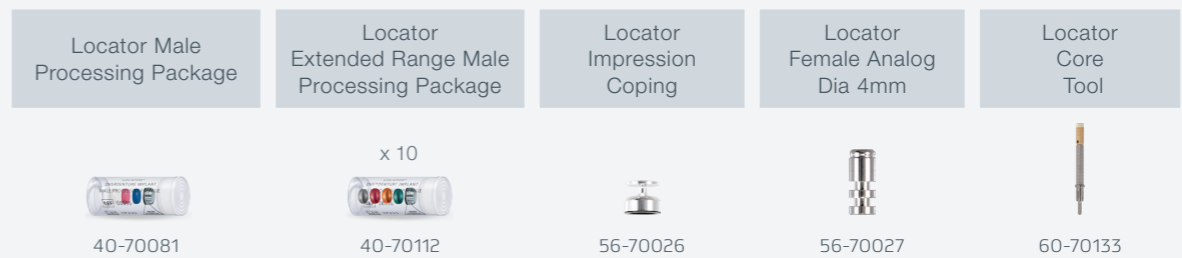 Locator Male
Processing Package
Locator
Extended Range Male
Processing Package
Locator
Impression
Coping
Locator
Female Analog
Dia 4mm
Locator
Core
Tool
x 10
40-70081
40-70112
56-70026
56-70027
60-70133